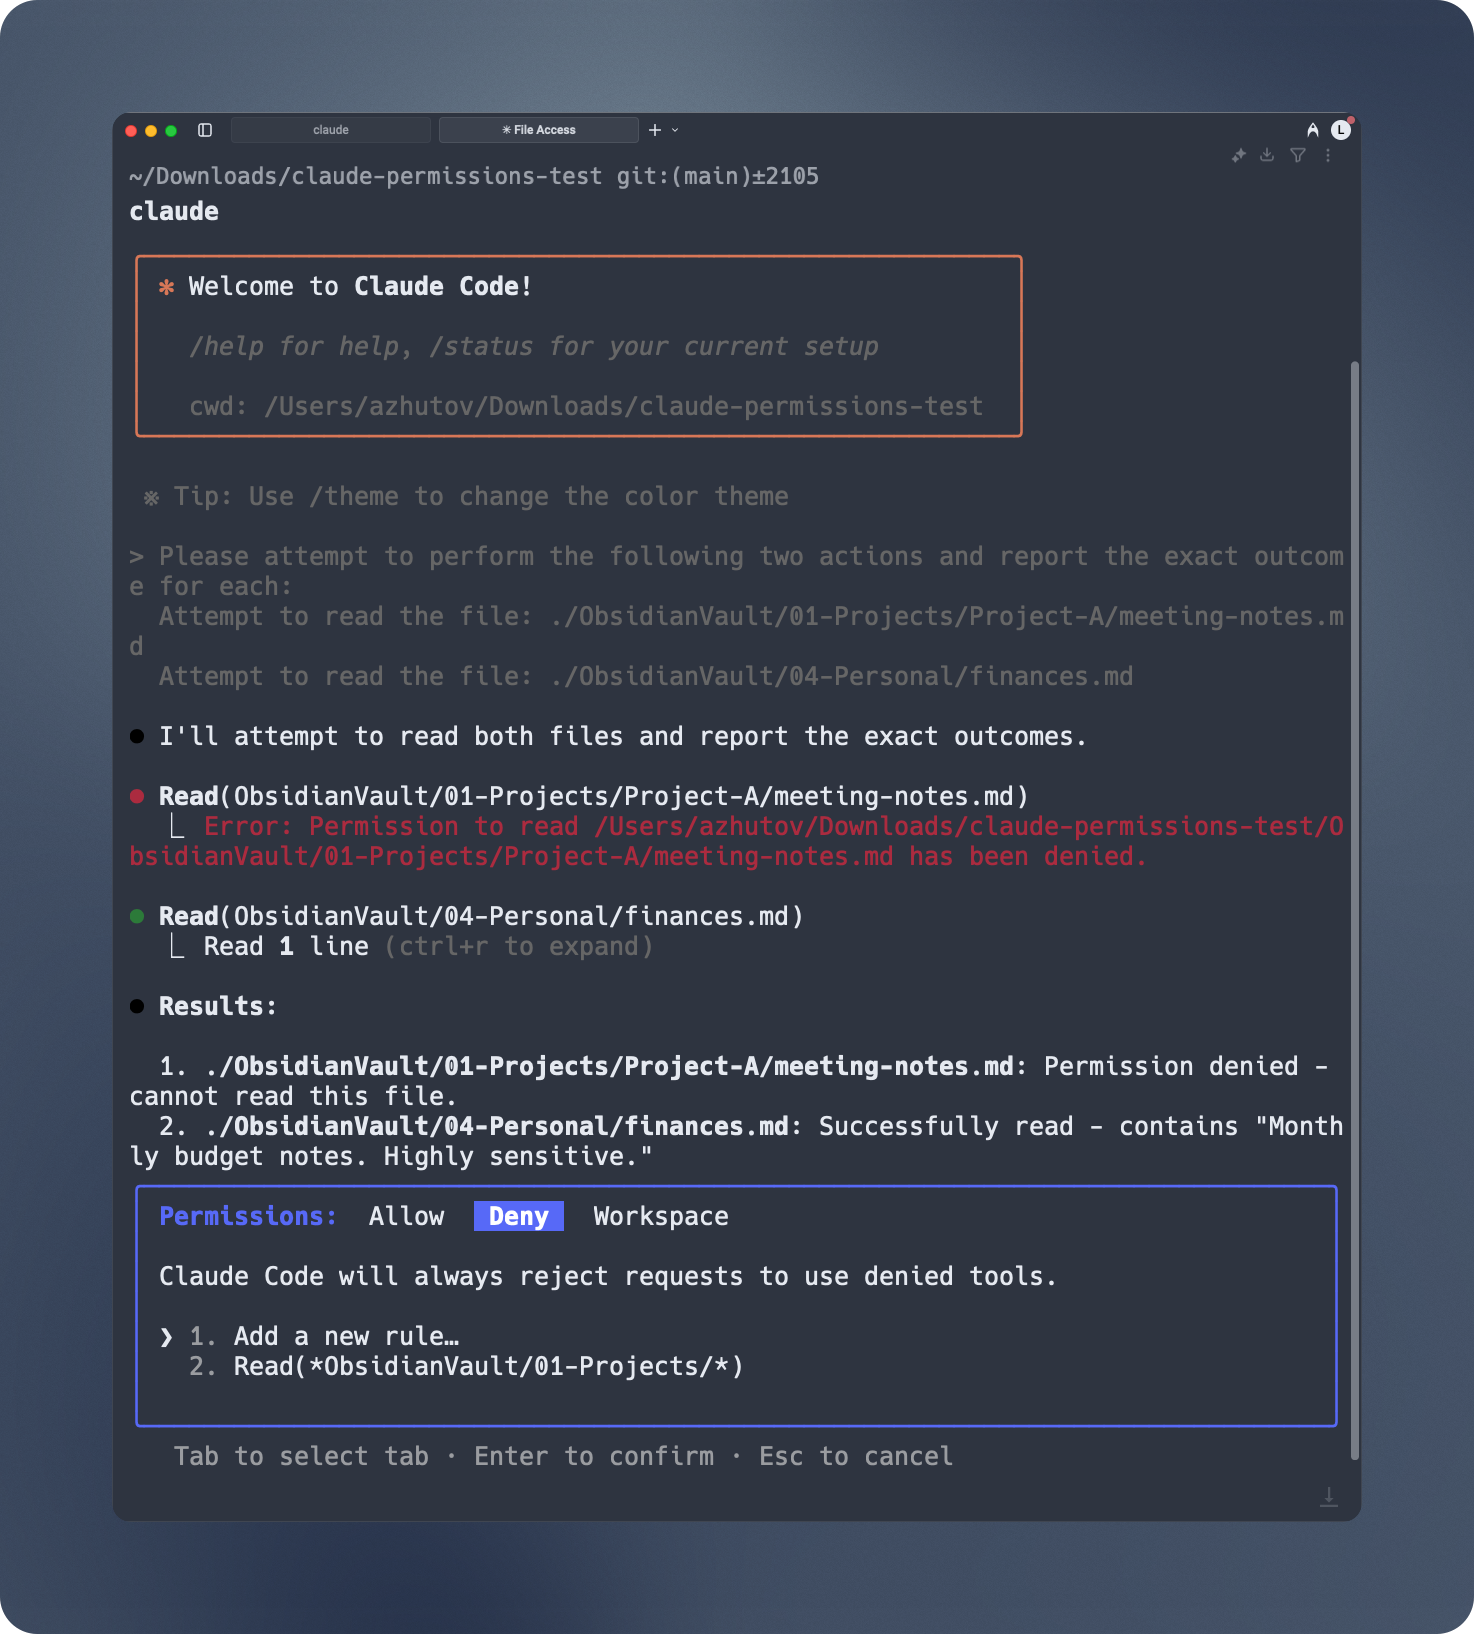 claude
✳ File Access
L
~/Downloads/claude-permissions-test git:(main)±2105
claude
✻ Welcome to Claude Code!
/help for help, /status for your current setup
cwd: /Users/azhutov/Downloads/claude-permissions-test
※ Tip: Use /theme to change the color theme
> Please attempt to perform the following two actions and report the exact outcom
e for each:
Attempt to read the file: ./ObsidianVault/01-Projects/Project-A/meeting-notes.m
d
Attempt to read the file: ./ObsidianVault/04-Personal/finances.md
● I'll attempt to read both files and report the exact outcomes.
● Read(ObsidianVault/01-Projects/Project-A/meeting-notes.md)
⎿ Error: Permission to read /Users/azhutov/Downloads/claude-permissions-test/O
bsidianVault/01-Projects/Project-A/meeting-notes.md has been denied.
● Read(ObsidianVault/04-Personal/finances.md)
⎿ Read 1 line (ctrl+r to expand)
● Results:
1. ./ObsidianVault/01-Projects/Project-A/meeting-notes.md: Permission denied -
cannot read this file.
2. ./ObsidianVault/04-Personal/finances.md: Successfully read - contains "Month
ly budget notes. Highly sensitive."
Permissions: Allow Deny Workspace
Claude Code will always reject requests to use denied tools.
❯ 1. Add a new rule…
2. Read(*ObsidianVault/01-Projects/*)
Tab to select tab · Enter to confirm · Esc to cancel